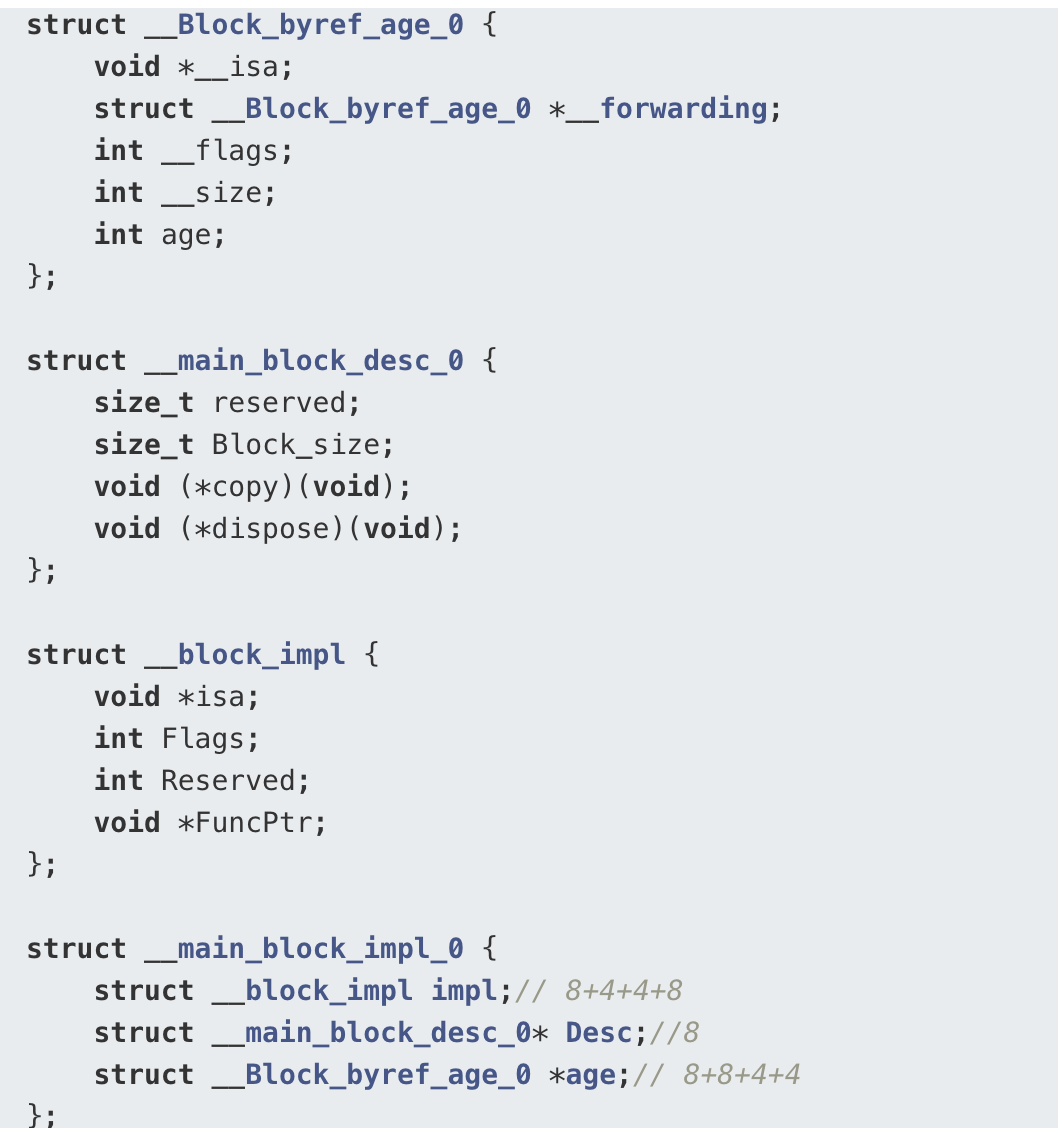 struct __Block_byref_age_0 {
    void *__isa;
    struct __Block_byref_age_0 *__forwarding;
    int __flags;
    int __size;
    int age;
};

struct __main_block_desc_0 {
    size_t reserved;
    size_t Block_size;
    void (*copy)(void);
    void (*dispose)(void);
};

struct __block_impl {
    void *isa;
    int Flags;
    int Reserved;
    void *FuncPtr;
};

struct __main_block_impl_0 {
    struct __block_impl impl;// 8+4+4+8
    struct __main_block_desc_0* Desc;//8
    struct __Block_byref_age_0 *age;// 8+8+4+4
};